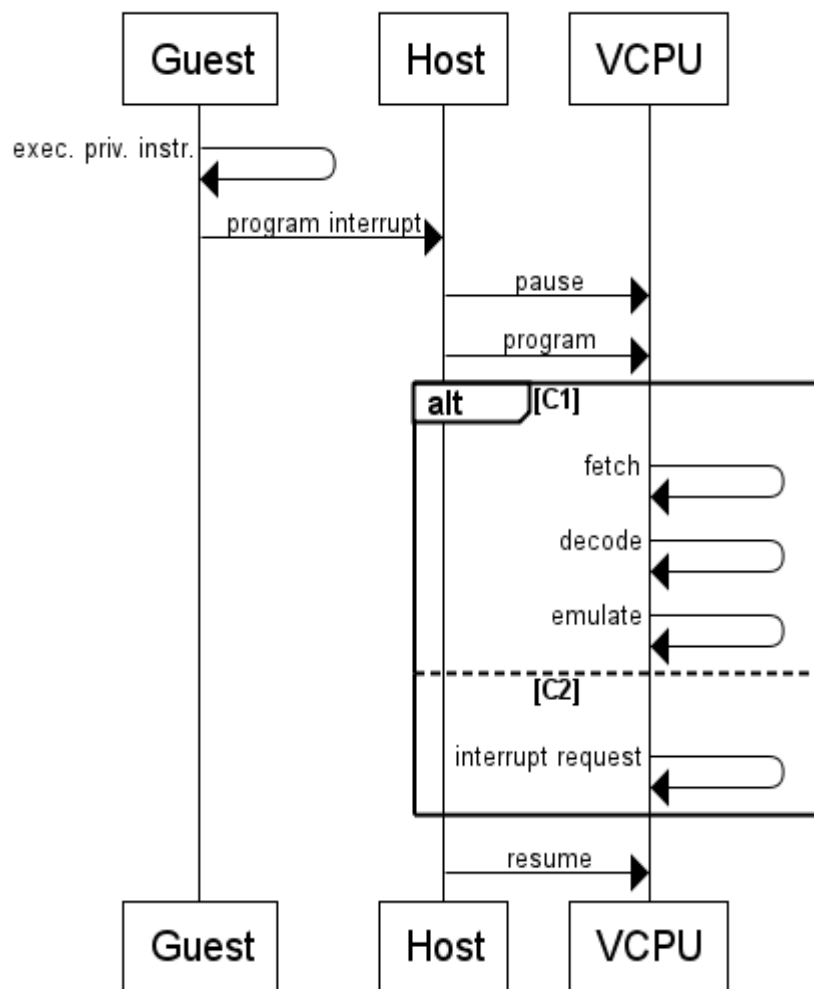 Guest Host VCPU
exec. priv. instr.
program interrupt
pause
program
alt [C1]
fetch
decode
emulate
[C2]
interrupt request
resume
Guest Host VCPU